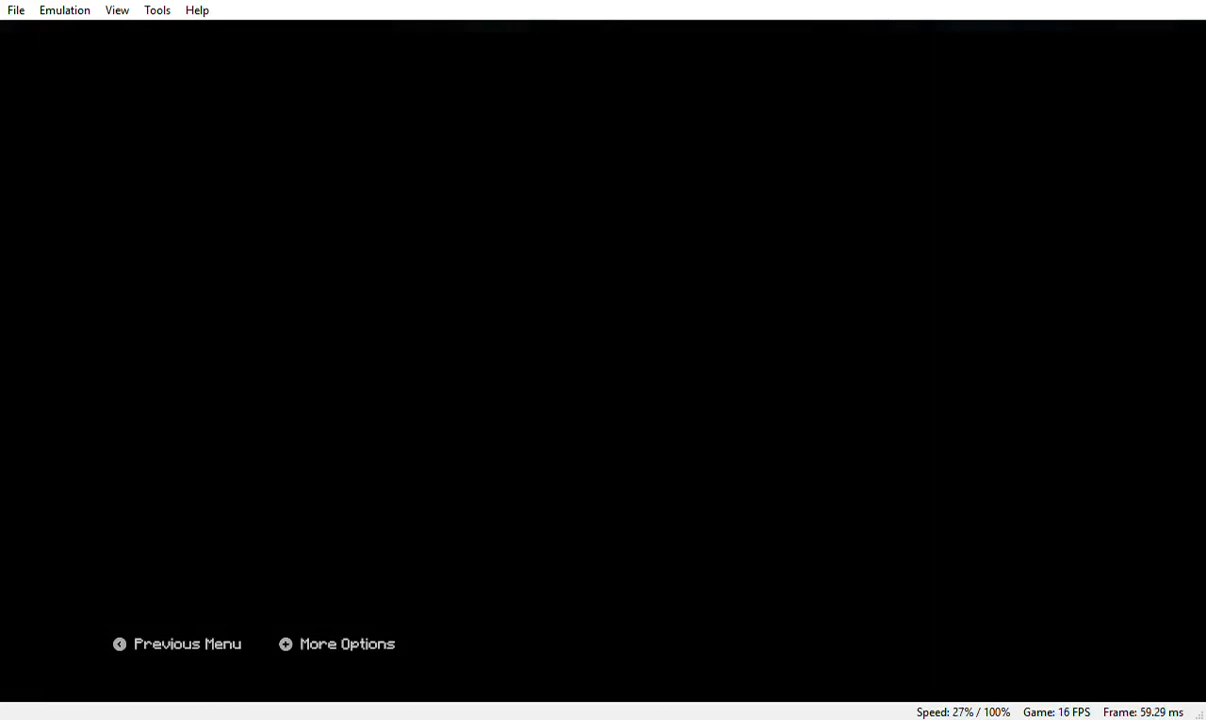 File Emulation View Tools Help
Previous Menu More Options
Speed: 27% / 100% Game: 16 FPS Frame: 59.29 ms